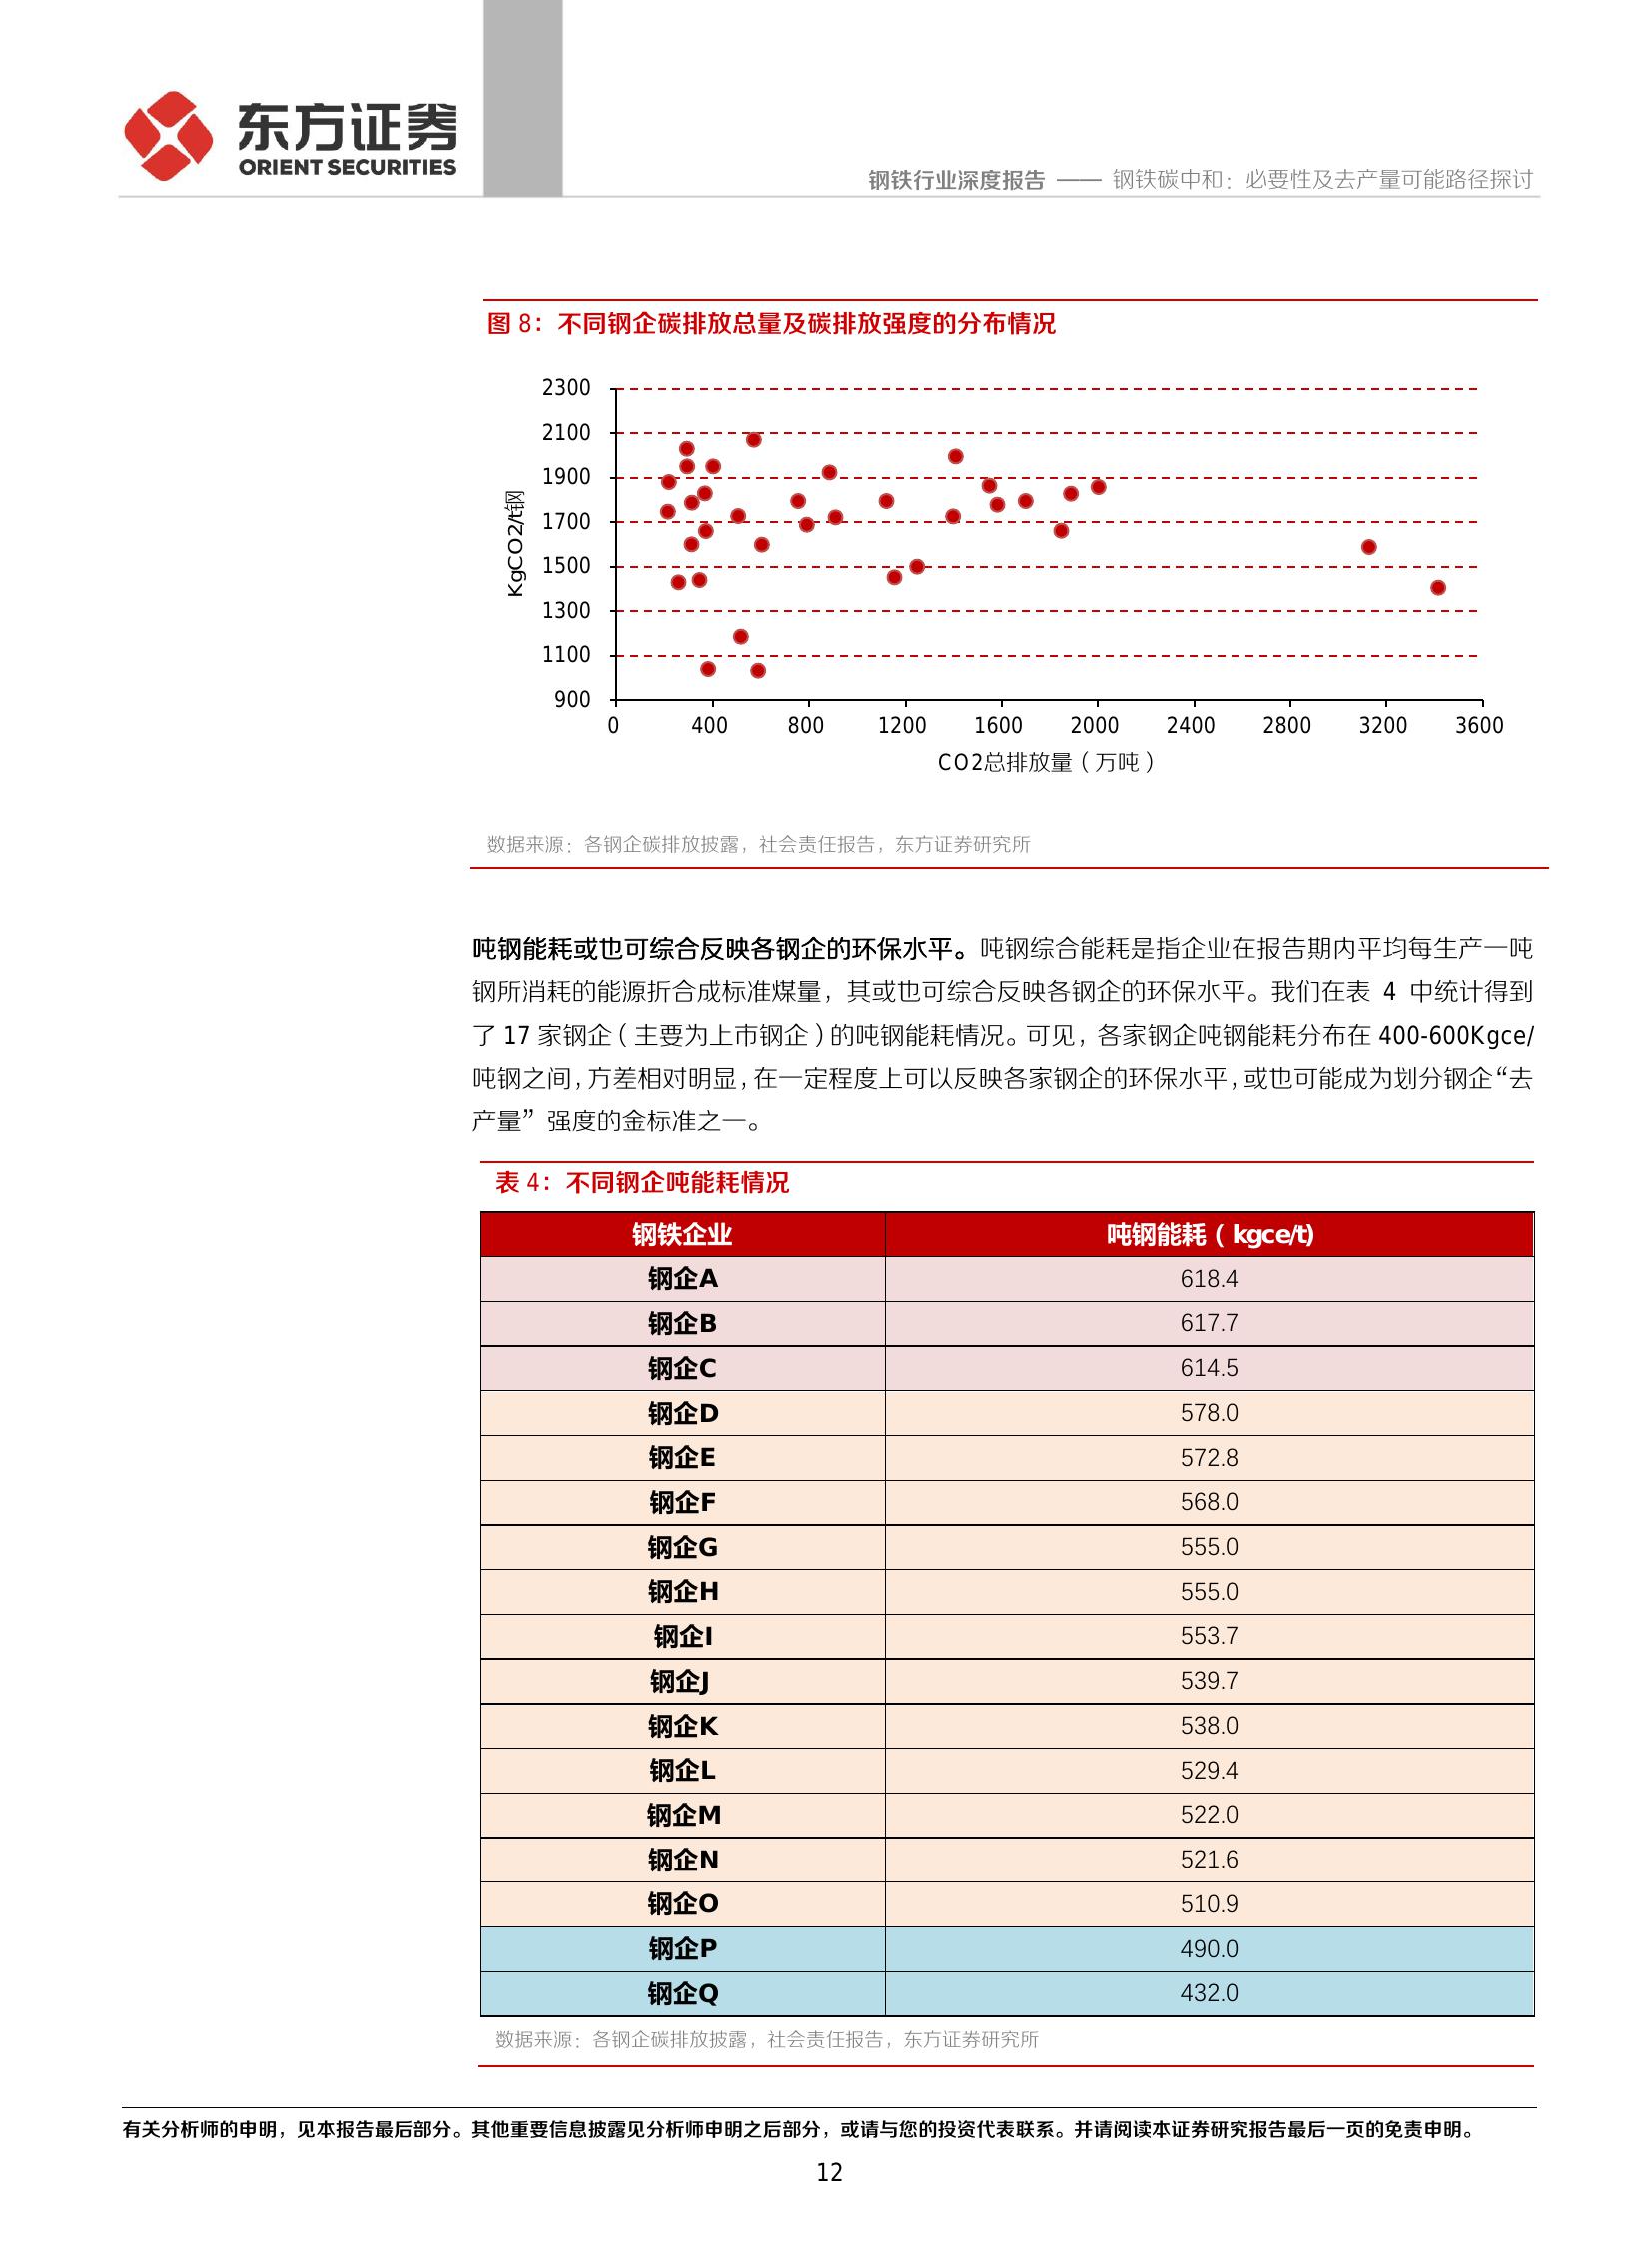 东方证券
ORIENT SECURITIES
钢铁行业深度报告 —— 钢铁碳中和：必要性及去产量可能路径探讨
图 8：不同钢企碳排放总量及碳排放强度的分布情况
2300
2100
1900
1700
1500
1300
1100
900
KgCO2/t钢
0 400 800 1200 1600 2000 2400 2800 3200 3600
CO2总排放量（万吨）
数据来源：各钢企碳排放披露，社会责任报告，东方证券研究所
吨钢能耗或也可综合反映各钢企的环保水平。吨钢综合能耗是指企业在报告期内平均每生产一吨
钢所消耗的能源折合成标准煤量，其或也可综合反映各钢企的环保水平。我们在表 4 中统计得到
了 17 家钢企（主要为上市钢企）的吨钢能耗情况。可见，各家钢企吨钢能耗分布在 400-600Kgce/
吨钢之间，方差相对明显，在一定程度上可以反映各家钢企的环保水平，或也可能成为划分钢企“去
产量”强度的金标准之一。
表 4：不同钢企吨能耗情况
钢铁企业 吨钢能耗（kgce/t)
钢企A 618.4
钢企B 617.7
钢企C 614.5
钢企D 578.0
钢企E 572.8
钢企F 568.0
钢企G 555.0
钢企H 555.0
钢企I 553.7
钢企J 539.7
钢企K 538.0
钢企L 529.4
钢企M 522.0
钢企N 521.6
钢企O 510.9
钢企P 490.0
钢企Q 432.0
数据来源：各钢企碳排放披露，社会责任报告，东方证券研究所
有关分析师的申明，见本报告最后部分。其他重要信息披露见分析师申明之后部分，或请与您的投资代表联系。并请阅读本证券研究报告最后一页的免责申明。
12